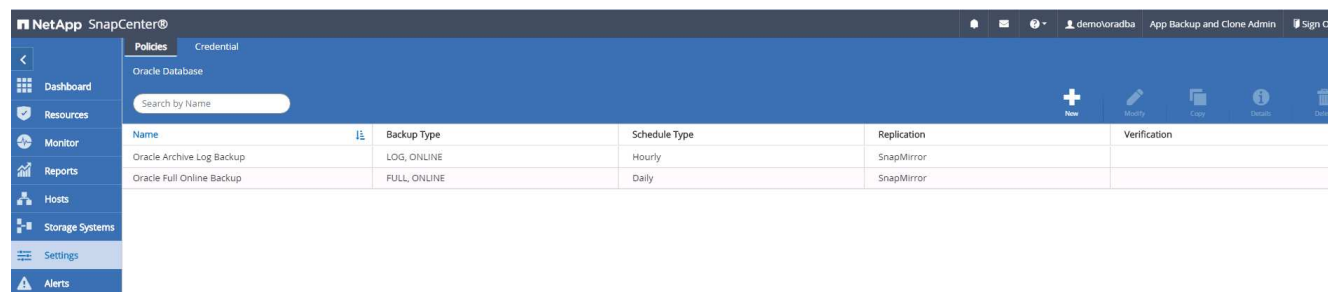 NetApp SnapCenter®
demo\oradba App Backup and Clone Admin Sign O
Policies Credential
Oracle Database
Search by Name
New Modify Copy Details Dele
Name Backup Type Schedule Type Replication Verification
Oracle Archive Log Backup LOG, ONLINE Hourly SnapMirror
Oracle Full Online Backup FULL, ONLINE Daily SnapMirror
Dashboard
Resources
Monitor
Reports
Hosts
Storage Systems
Settings
Alerts